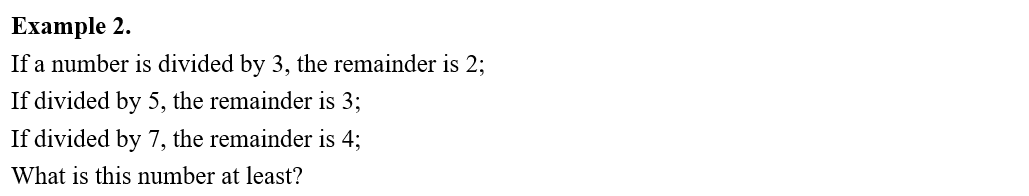 Example 2.
If a number is divided by 3, the remainder is 2;
If divided by 5, the remainder is 3;
If divided by 7, the remainder is 4;
What is this number at least?